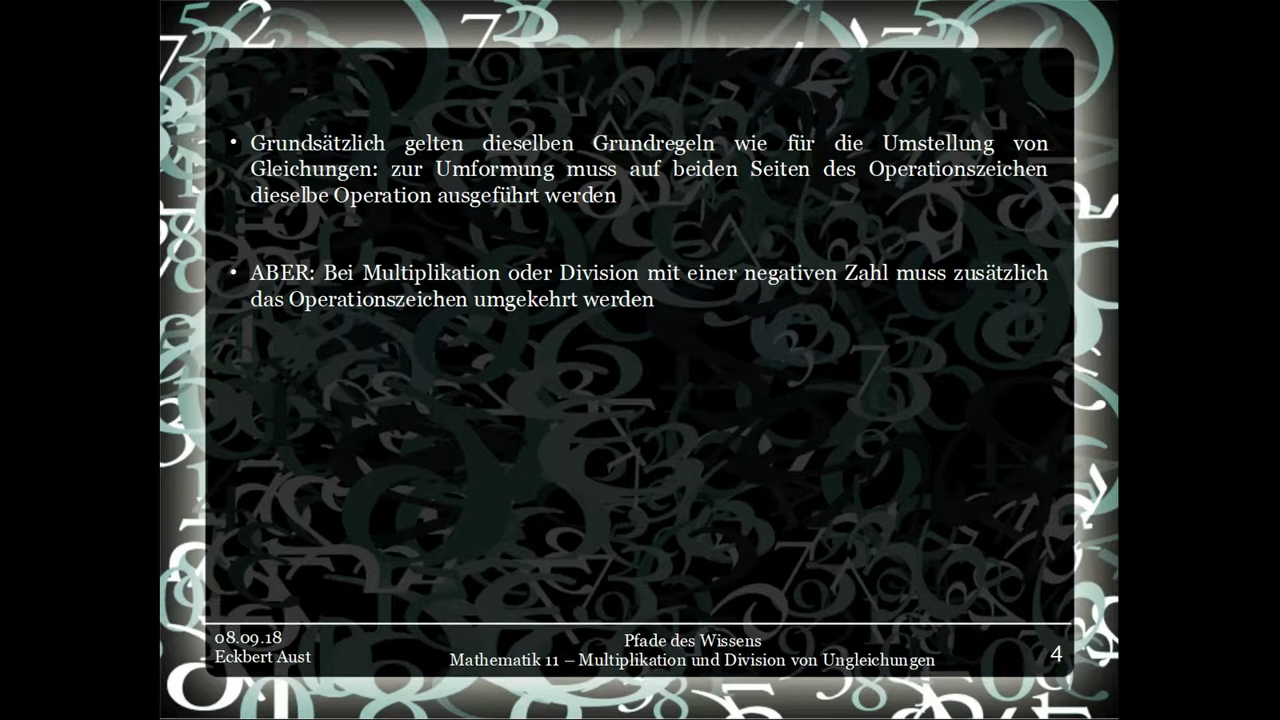 • Grundsätzlich gelten dieselben Grundregeln wie für die Umstellung von
Gleichungen: zur Umformung muss auf beiden Seiten des Operationszeichen
dieselbe Operation ausgeführt werden
• ABER: Bei Multiplikation oder Division mit einer negativen Zahl muss zusätzlich
das Operationszeichen umgekehrt werden
08.09.18
Eckbert Aust
Pfade des Wissens
Mathematik 11 – Multiplikation und Division von Ungleichungen
4